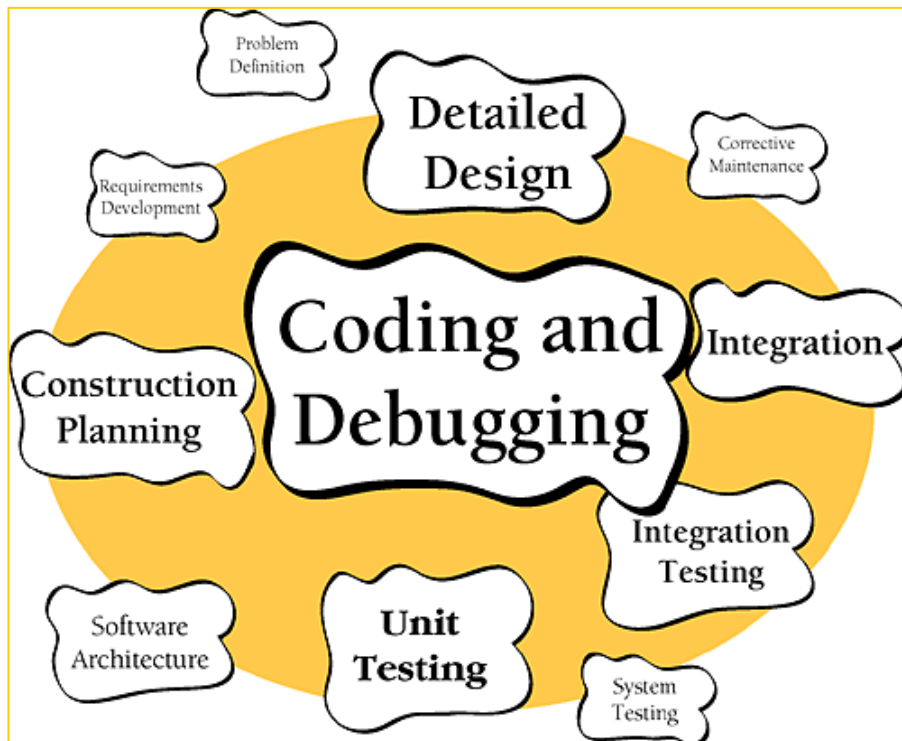 Problem
Definition
Detailed
Design
Corrective
Maintenance
Requirements
Development
Coding and
Debugging
Integration
Construction
Planning
Integration
Testing
Software
Architecture
Unit
Testing
System
Testing